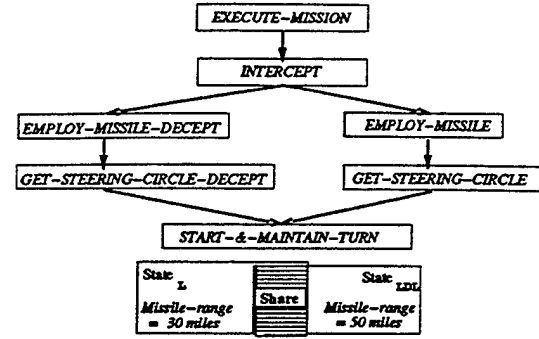 EXECUTE-MISSION
INTERCEPT
EMPLOY-MISSILE-DECEPT
EMPLOY-MISSILE
GET-STEERING-CIRCLE-DECEPT
GET-STEERING-CIRCLE
START-&-MAINTAIN-TURN
State L
Share
State LDL
Missile-range
= 30 miles
Missile-range
= 50 miles